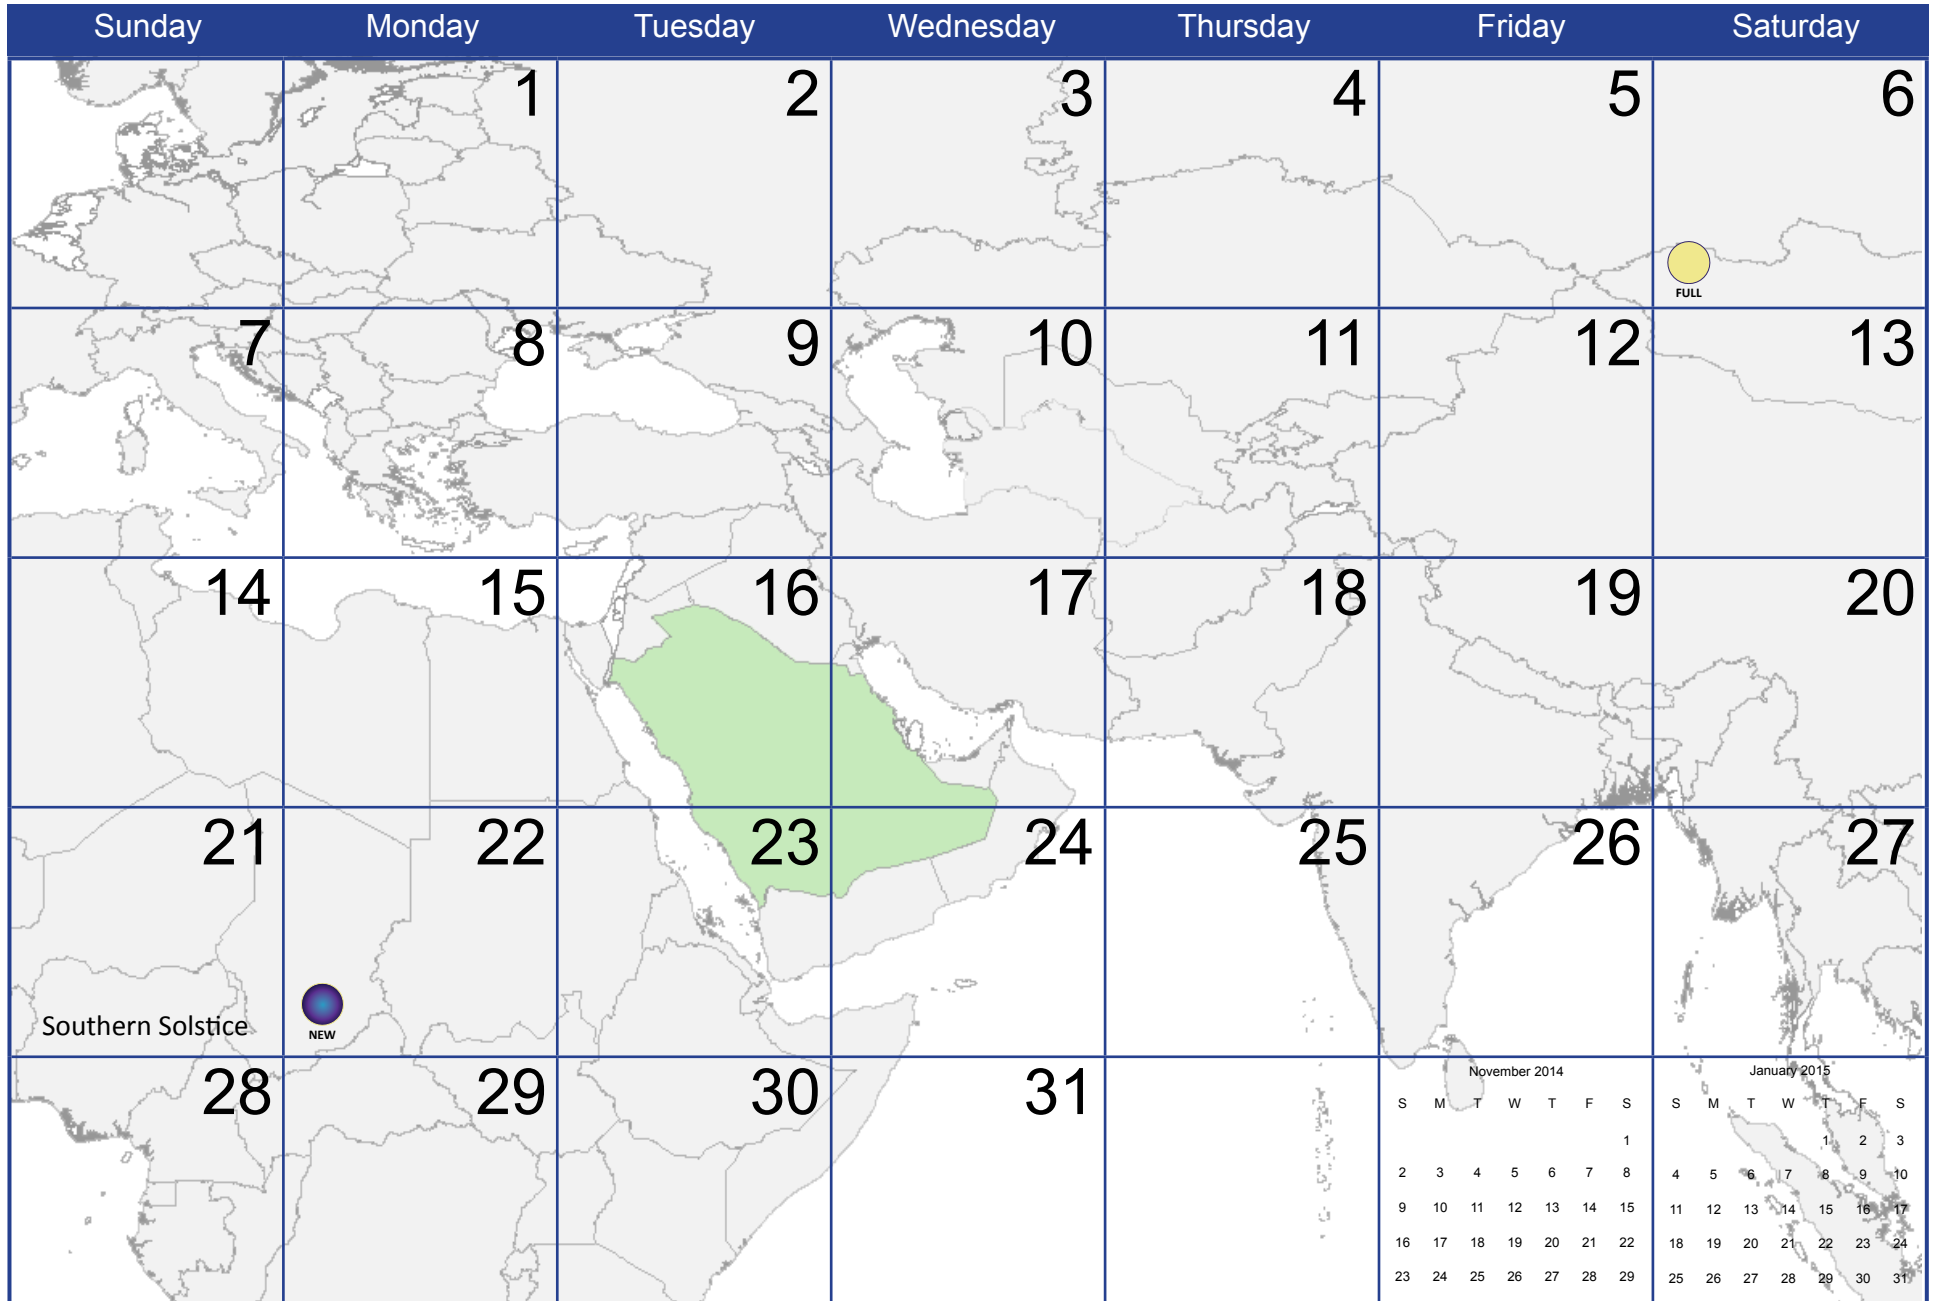 Sunday Monday Tuesday Wednesday Thursday Friday Saturday
1 2 3 4 5 6
FULL
7 8 9 10 11 12 13
14 15 16 17 18 19 20
21 22 23 24 25 26 27
Southern Solstice
NEW
28 29 30 31
November 2014
S M T W T F S
1
2 3 4 5 6 7 8
9 10 11 12 13 14 15
16 17 18 19 20 21 22
23 24 25 26 27 28 29
January 2015
S M T W T F S
1 2 3
4 5 6 7 8 9 10
11 12 13 14 15 16 17
18 19 20 21 22 23 24
25 26 27 28 29 30 31